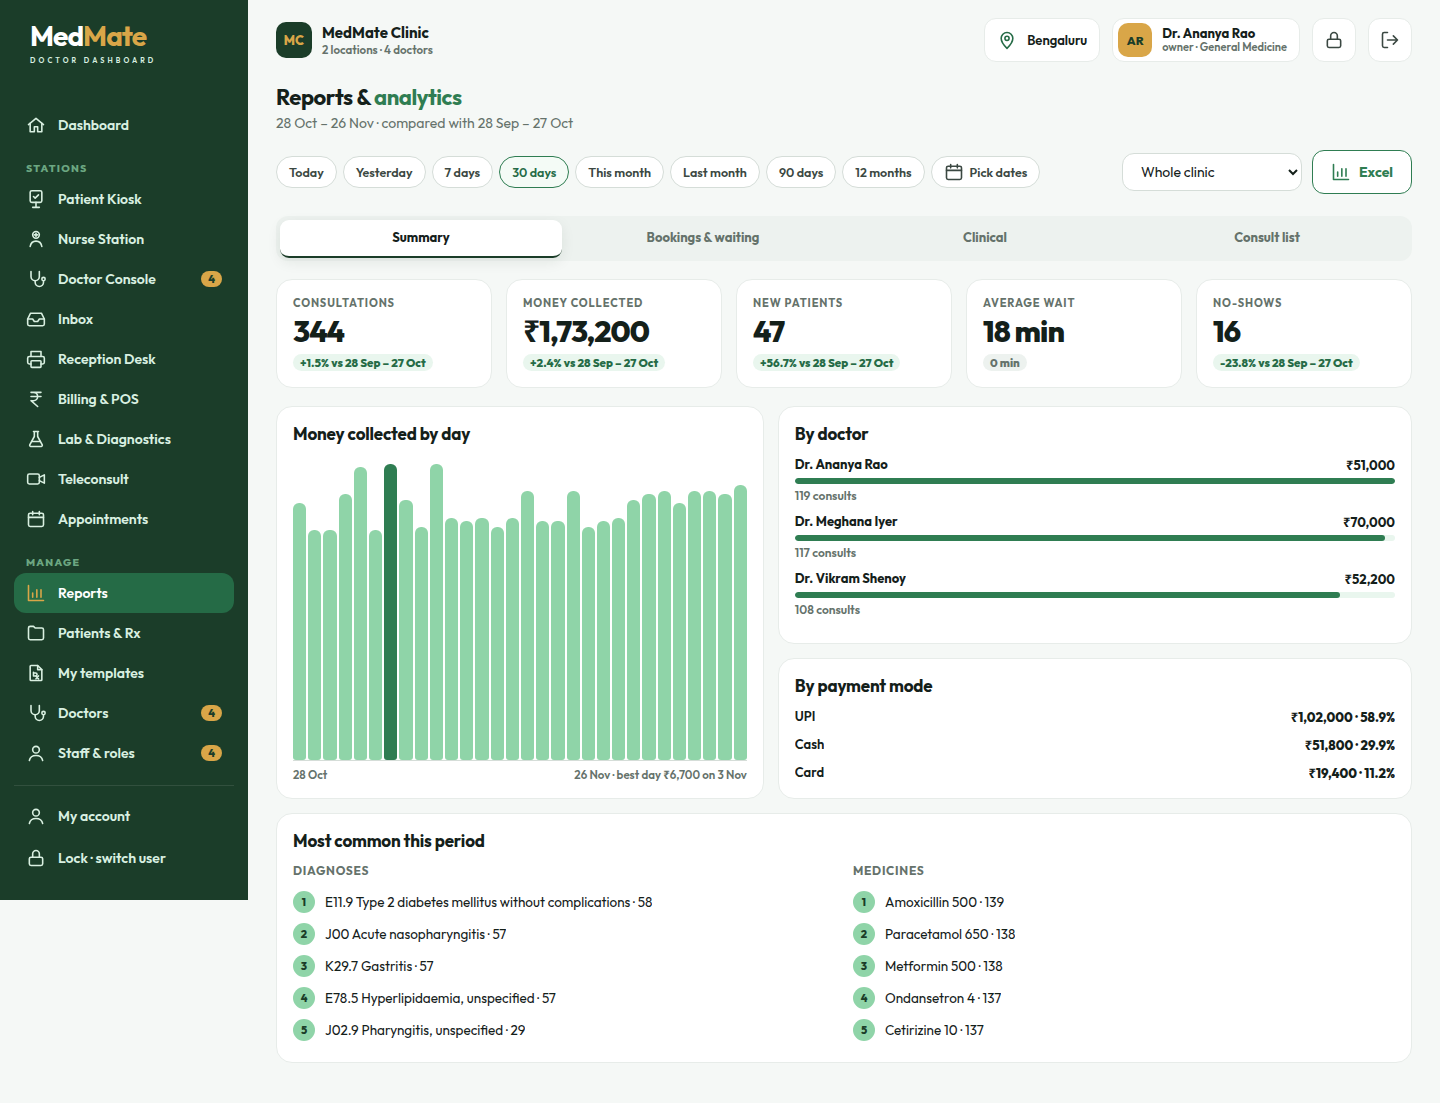 MedMate
DOCTOR DASHBOARD
Dashboard
STATIONS
Patient Kiosk
Nurse Station
Doctor Console 4
Inbox
Reception Desk
Billing & POS
Lab & Diagnostics
Teleconsult
Appointments
MANAGE
Reports
Patients & Rx
My templates
Doctors 4
Staff & roles 4
My account
Lock · switch user
MC
MedMate Clinic
2 locations · 4 doctors
Bengaluru
AR
Dr. Ananya Rao
owner · General Medicine
Reports & analytics
28 Oct – 26 Nov · compared with 28 Sep – 27 Oct
Today Yesterday 7 days 30 days This month Last month 90 days 12 months Pick dates Whole clinic Excel
Summary Bookings & waiting Clinical Consult list
CONSULTATIONS
344
+1.5% vs 28 Sep – 27 Oct
MONEY COLLECTED
₹1,73,200
+2.4% vs 28 Sep – 27 Oct
NEW PATIENTS
47
+56.7% vs 28 Sep – 27 Oct
AVERAGE WAIT
18 min
0 min
NO-SHOWS
16
-23.8% vs 28 Sep – 27 Oct
Money collected by day
28 Oct 26 Nov · best day ₹6,700 on 3 Nov
By doctor
Dr. Ananya Rao ₹51,000
119 consults
Dr. Meghana Iyer ₹70,000
117 consults
Dr. Vikram Shenoy ₹52,200
108 consults
By payment mode
UPI ₹1,02,000 · 58.9%
Cash ₹51,800 · 29.9%
Card ₹19,400 · 11.2%
Most common this period
DIAGNOSES
1 E11.9 Type 2 diabetes mellitus without complications · 58
2 J00 Acute nasopharyngitis · 57
3 K29.7 Gastritis · 57
4 E78.5 Hyperlipidaemia, unspecified · 57
5 J02.9 Pharyngitis, unspecified · 29
MEDICINES
1 Amoxicillin 500 · 139
2 Paracetamol 650 · 138
3 Metformin 500 · 138
4 Ondansetron 4 · 137
5 Cetirizine 10 · 137